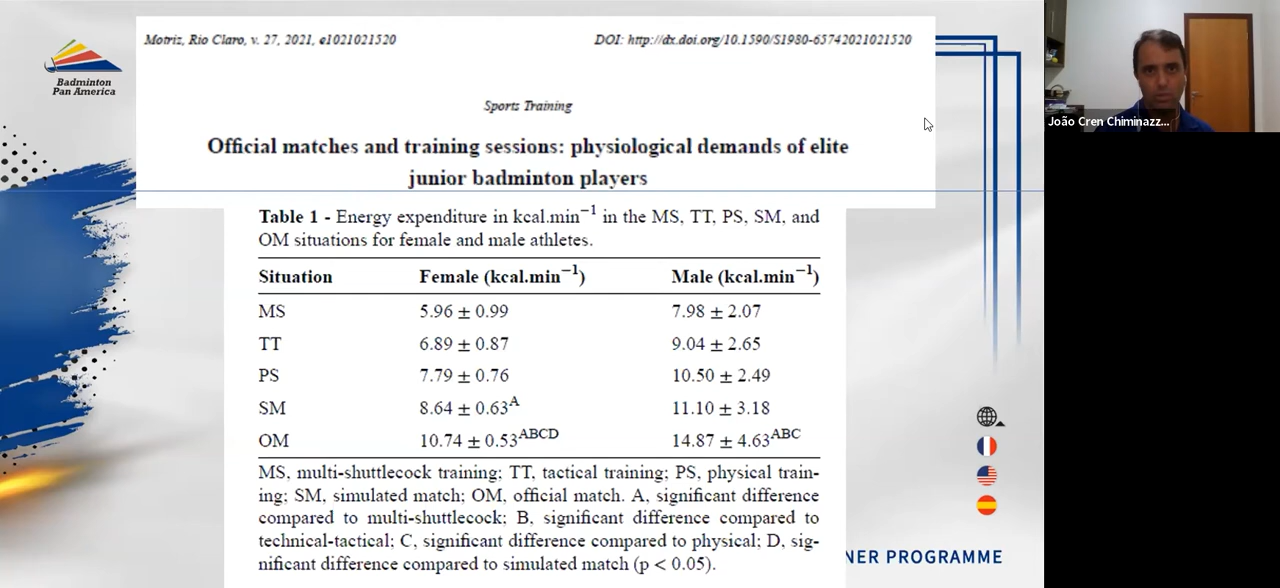 Motriz, Rio Claro, v. 27, 2021, e1021021520
DOI: http://dx.doi.org/10.1590/S1980-65742021021520
Badminton
Pan America
Sports Training
Official matches and training sessions: physiological demands of elite
junior badminton players
João Cren Chiminazz...
Table 1 - Energy expenditure in kcal.min⁻¹ in the MS, TT, PS, SM, and
OM situations for female and male athletes.
Situation Female (kcal.min⁻¹) Male (kcal.min⁻¹)
MS 5.96 ± 0.99 7.98 ± 2.07
TT 6.89 ± 0.87 9.04 ± 2.65
PS 7.79 ± 0.76 10.50 ± 2.49
SM 8.64 ± 0.63ᴬ 11.10 ± 3.18
OM 10.74 ± 0.53ᴬᴮCᴰ 14.87 ± 4.63ᴬᴮC
MS, multi-shuttlecock training; TT, tactical training; PS, physical train-
ing; SM, simulated match; OM, official match. A, significant difference
compared to multi-shuttlecock; B, significant difference compared to
technical-tactical; C, significant difference compared to physical; D, sig-
nificant difference compared to simulated match (p < 0.05).
NER PROGRAMME